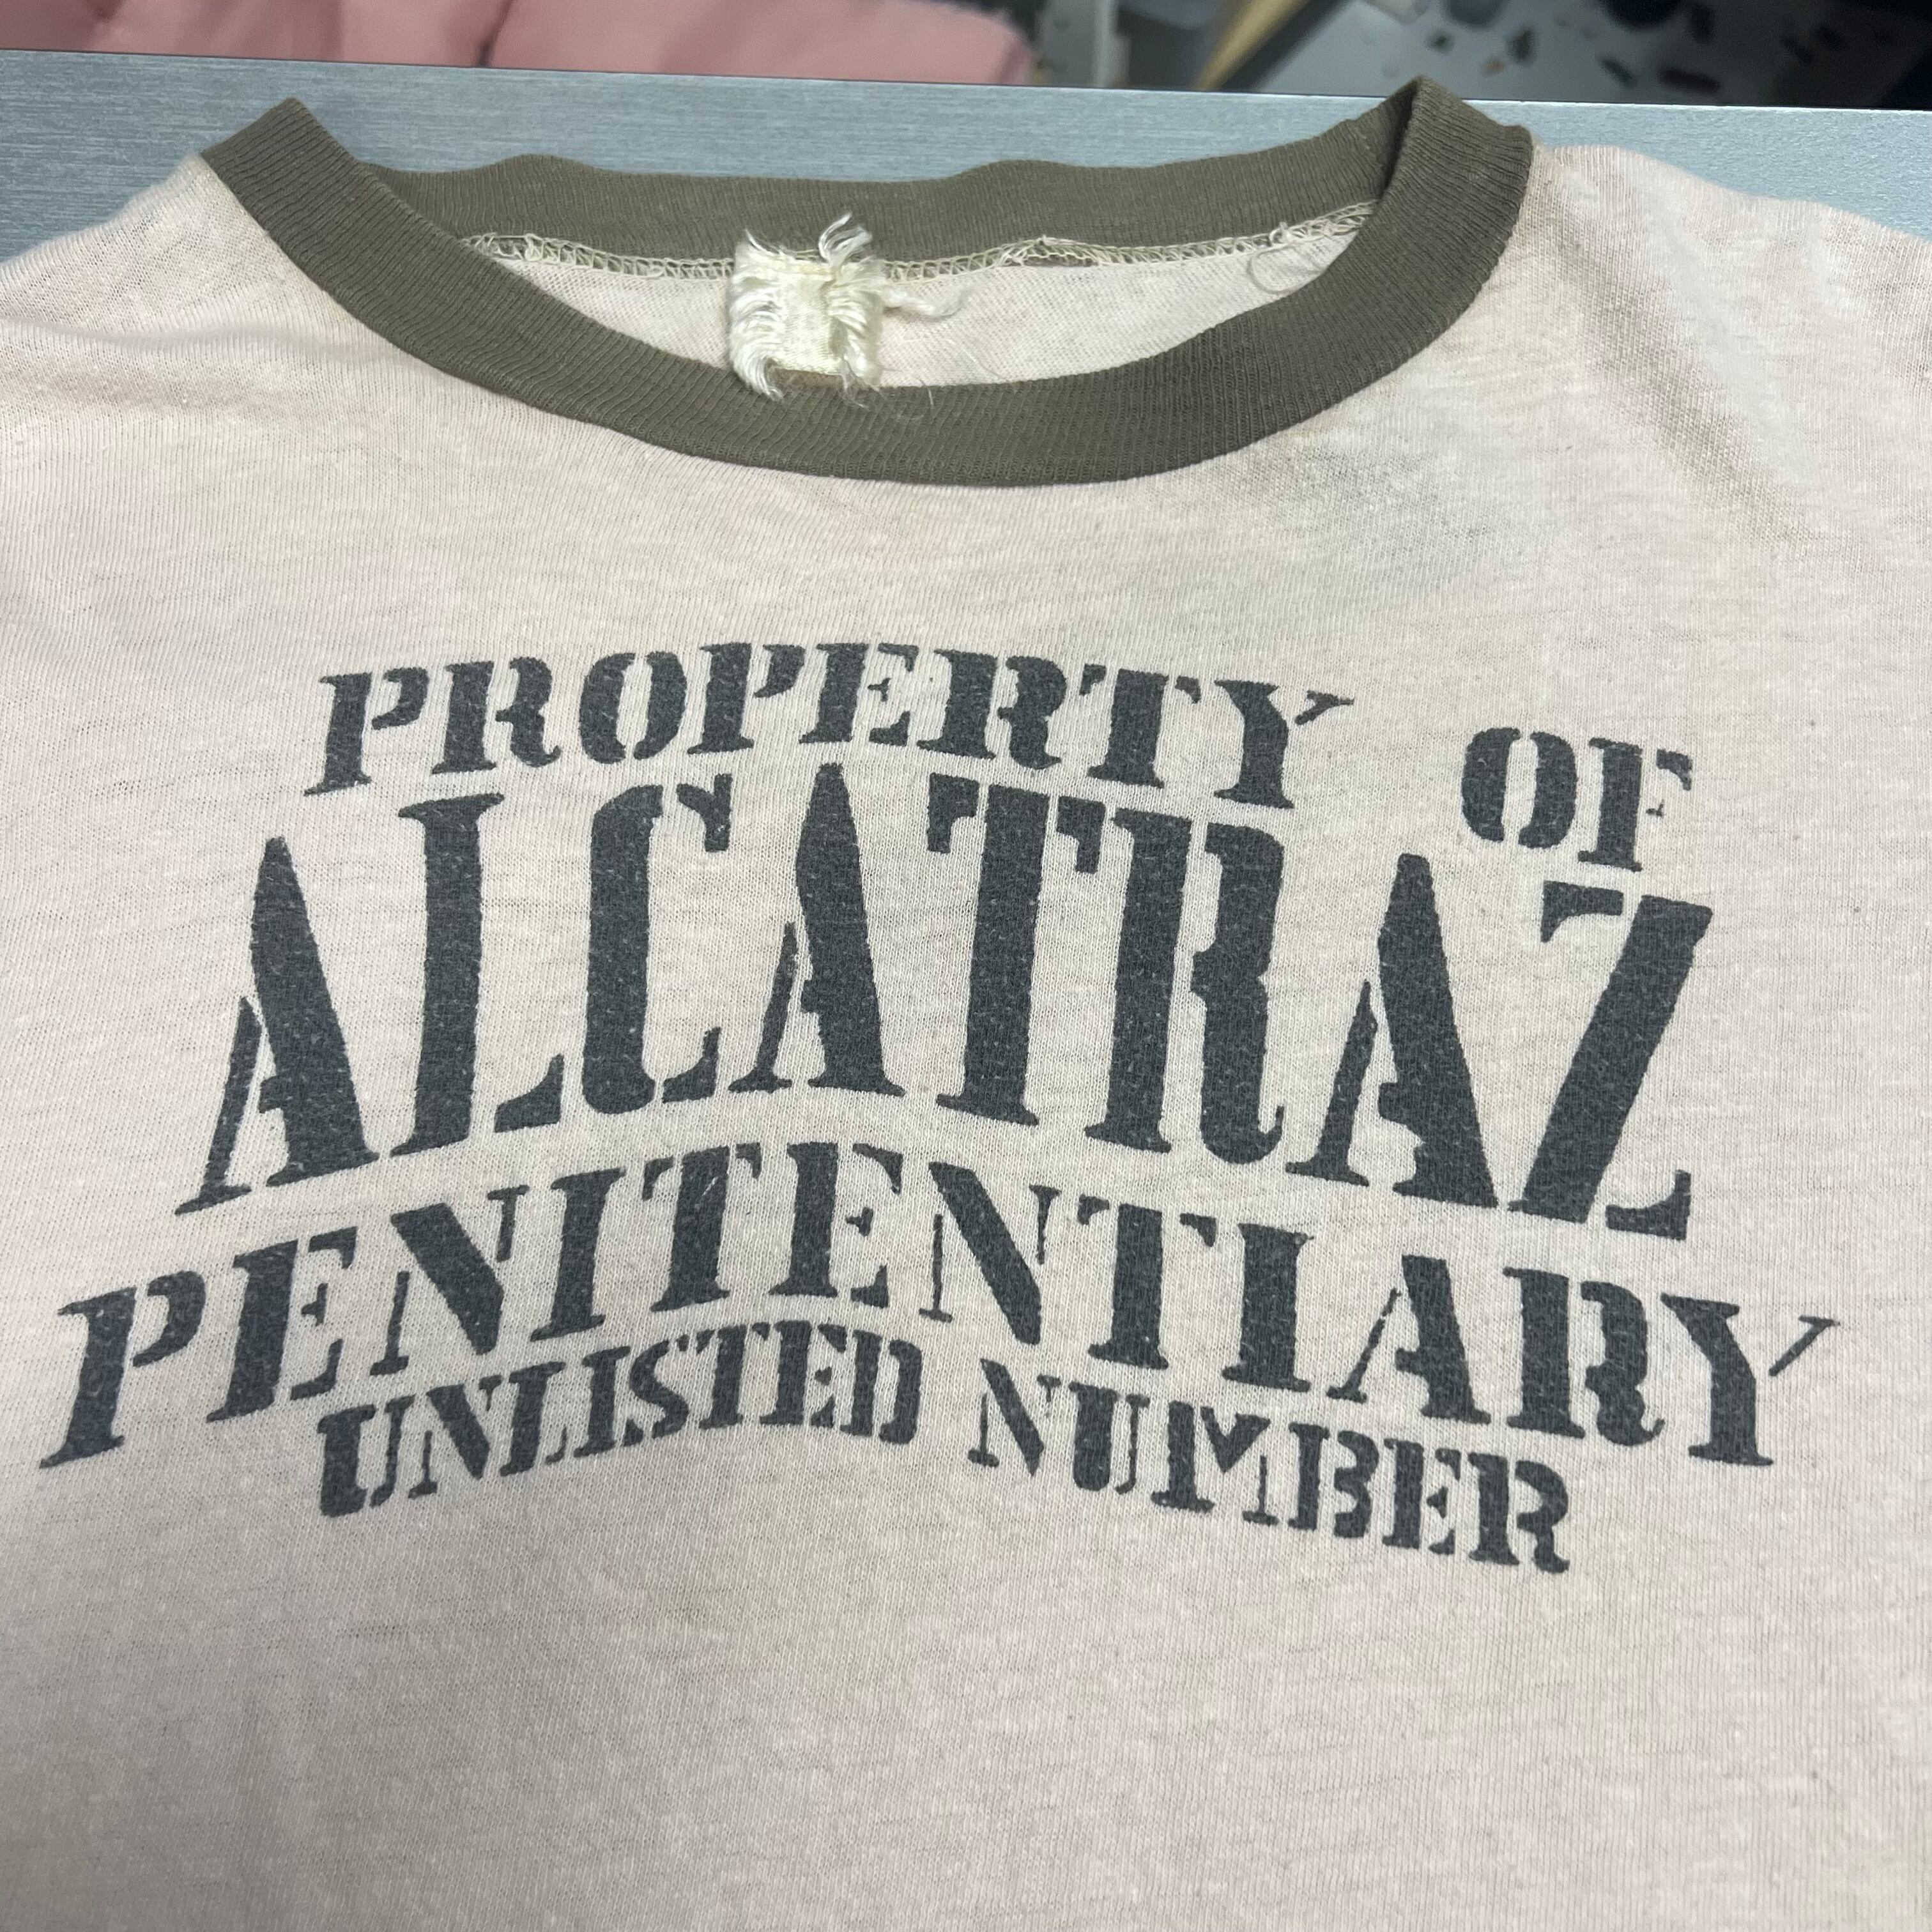 PROPERTY OF
ALCATRAZ
PENITENTIARY
UNLISTED NUMBER